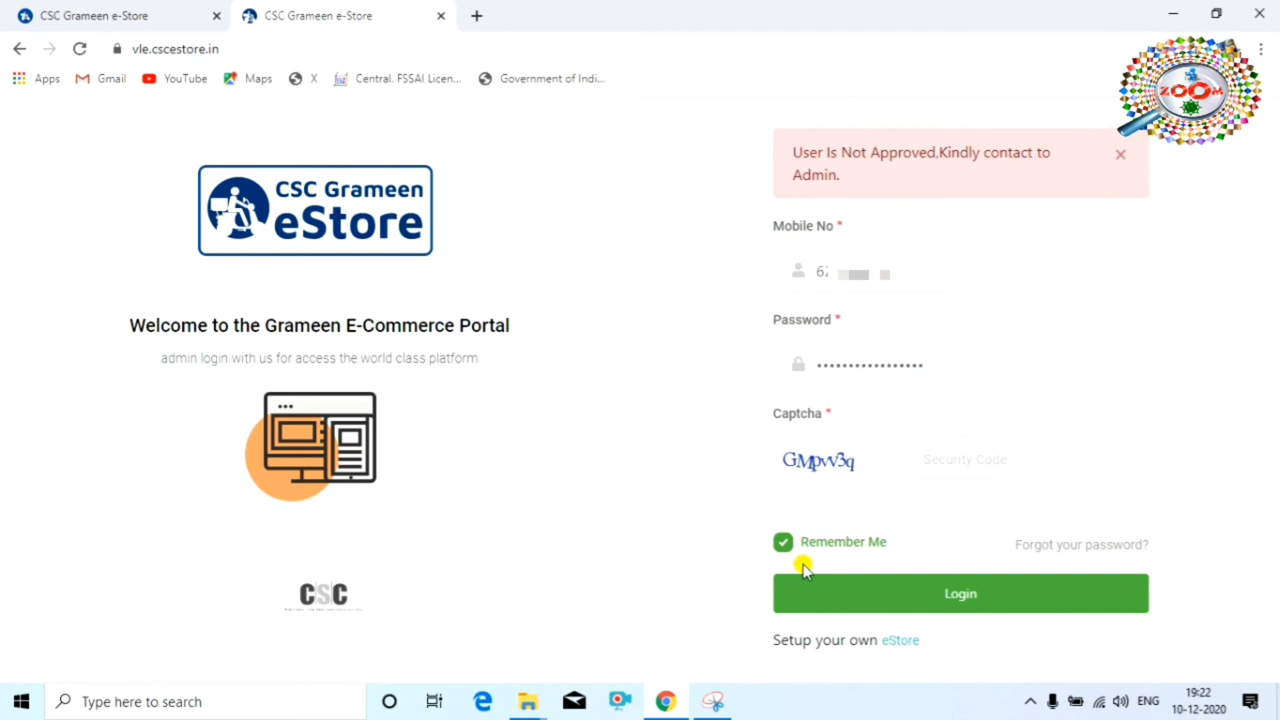 CSC Grameen e-Store
CSC Grameen e-Store
vle.cscestore.in
Apps
Gmail
YouTube
Maps
X
Central. FSSAI Licen...
Government of Indi...
ZOOM
User Is Not Approved,Kindly contact to
Admin.
CSC Grameen
eStore
Mobile No *
62
Welcome to the Grameen E-Commerce Portal
Password *
admin login with us for access the world class platform
•••••••••••••••••
Captcha *
GMpvv3q
Security Code
Remember Me
Forgot your password?
CSC
Login
Setup your own eStore
Type here to search
ENG
19:22
10-12-2020